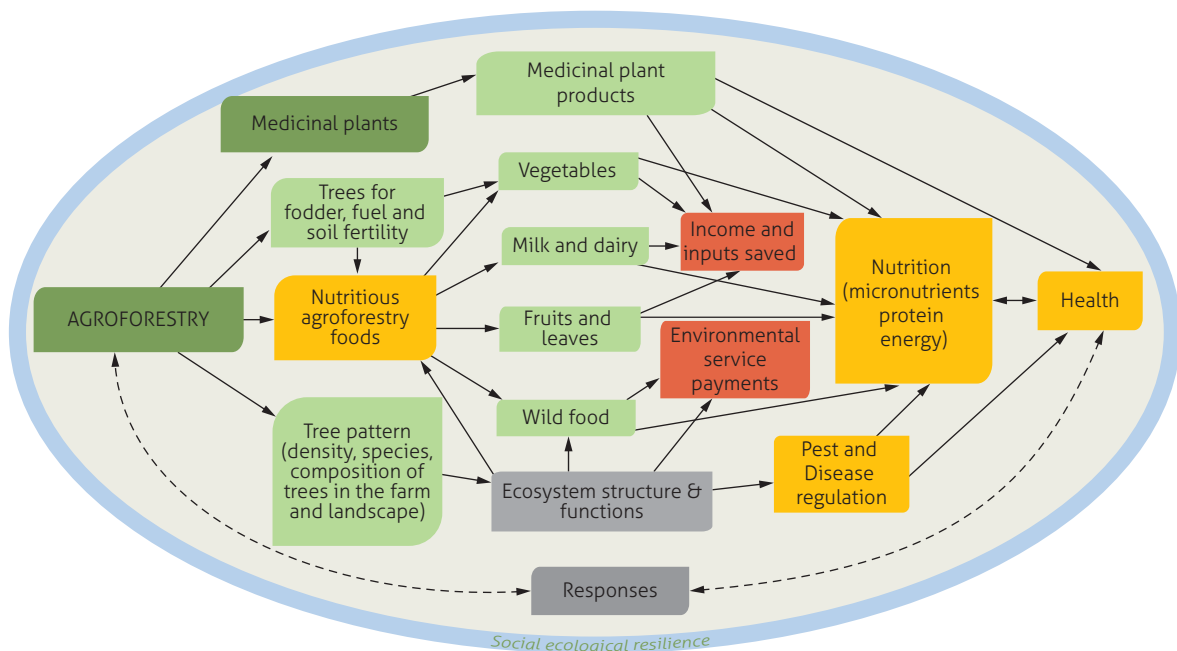 Medicinal plant
products
Medicinal plants
Trees for
fodder, fuel and
soil fertility
Vegetables
Milk and dairy
Income and
inputs saved
Nutrition
(micronutrients
protein
energy)
Health
AGROFORESTRY
Nutritious
agroforestry
foods
Fruits and
leaves
Environmental
service
payments
Wild food
Tree pattern
(density, species,
composition of
trees in the farm
and landscape)
Ecosystem structure &
functions
Pest and
Disease
regulation
Responses
Social ecological resilience